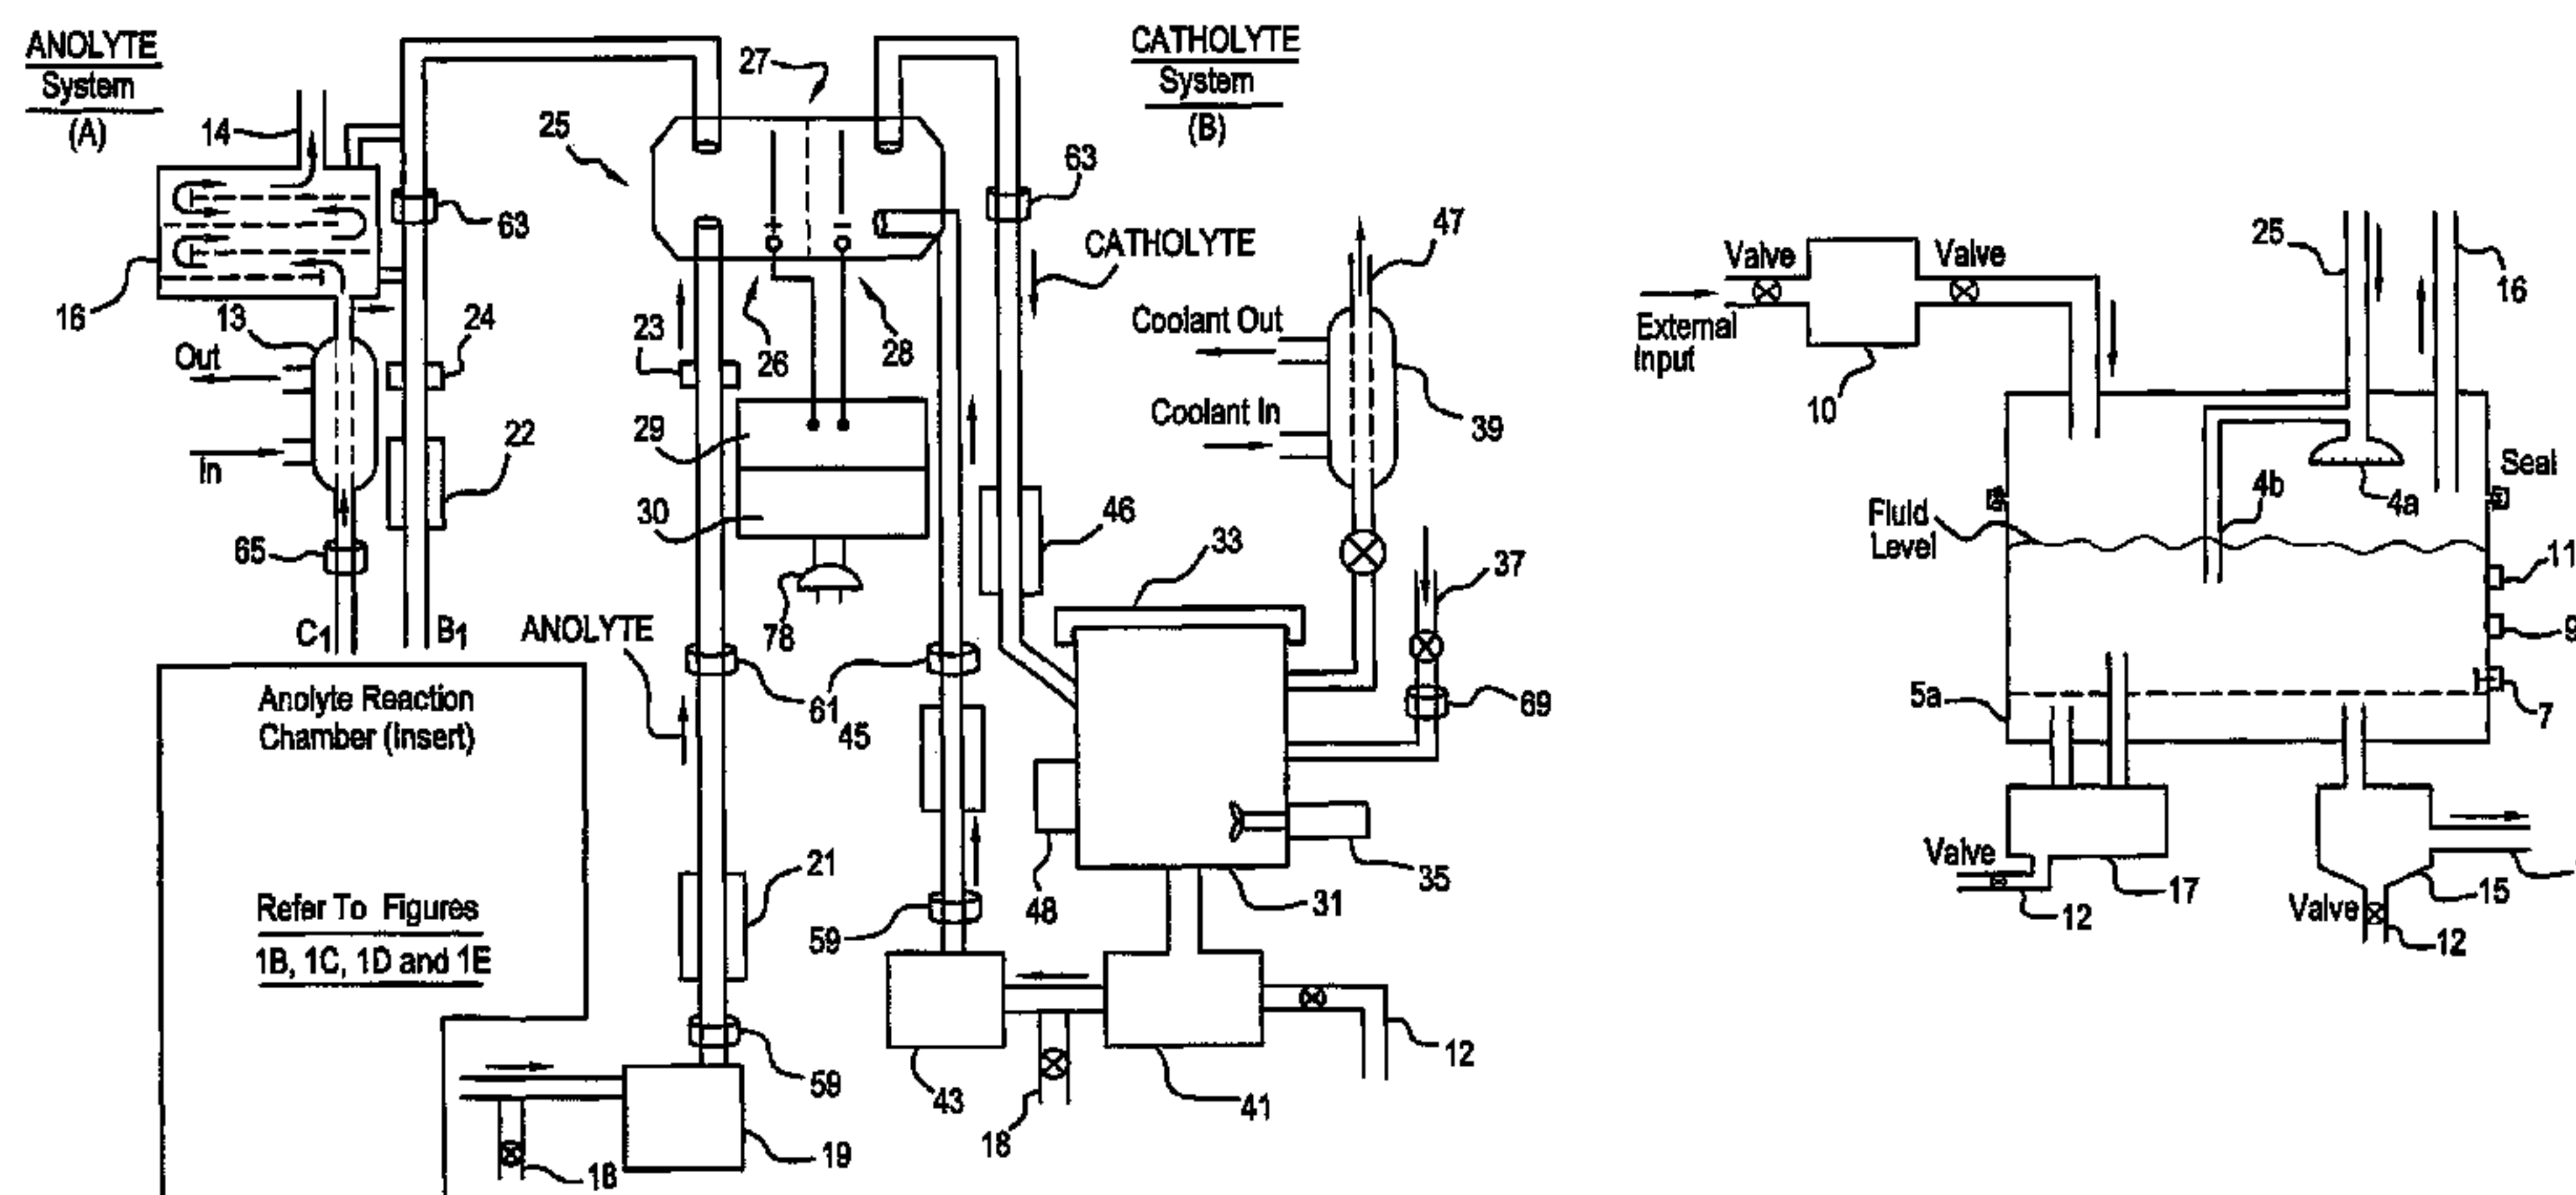 ANOLYTE
System
(A)
14
16
13
Out
In
65
C1
B1
63
24
22
25
27
26
28
23
29
30
78
ANOLYTE
61
45
21
59
19
18
Anolyte Reaction
Chamber (Insert)
Refer To Figures
1B, 1C, 1D and 1E
CATHOLYTE
System
(B)
63
CATHOLYTE
47
Coolant Out
Coolant In
39
46
33
37
69
48
35
31
59
43
18
41
12
Valve
Valve
External
Input
10
25
16
Seal
4a
4b
Fluid
Level
11
9
7
5a
Valve
12
17
Valve
12
15